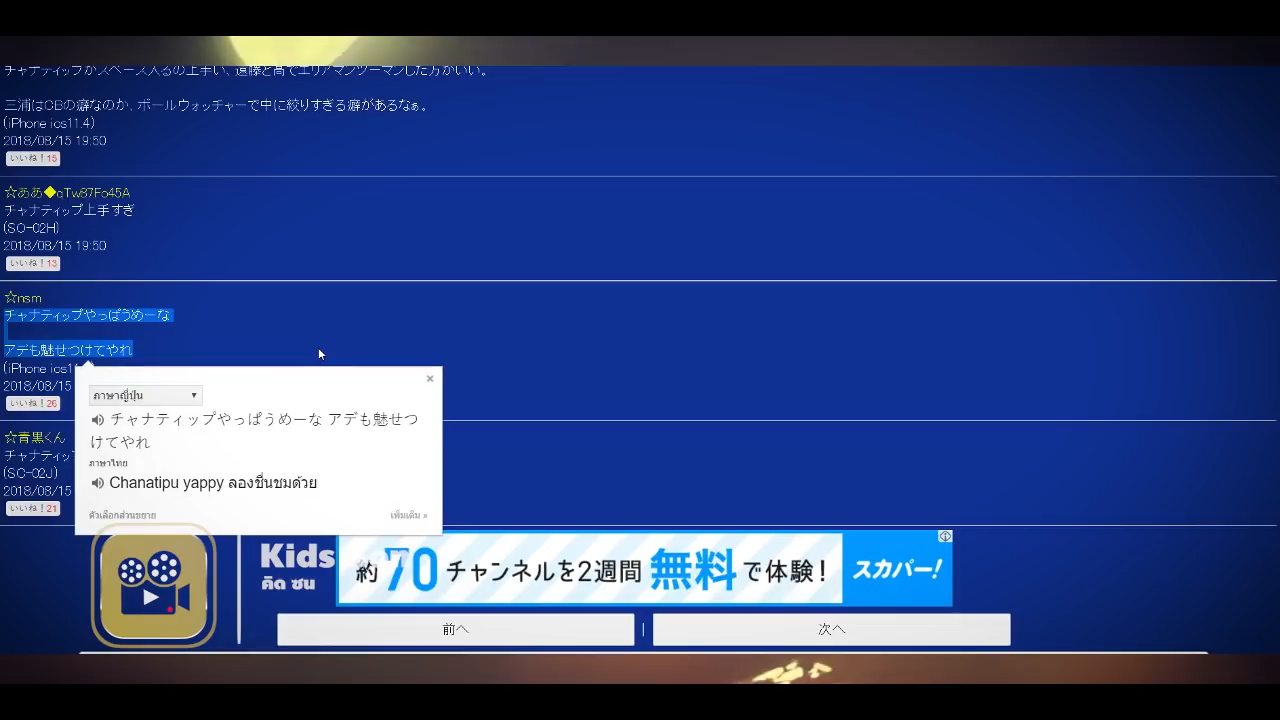 チャナティップがスペース入るの上手い、遠藤と高でエリアマンツーマンした方がいい。
三浦はCBの癖なのか、ボールウォッチャーで中に絞りすぎる癖があるなぁ。
(iPhone ios11.4)
2018/08/15 19:50
いいね！15
☆ああ◆qTw87Fo45A
チャナティップ上手すぎ
(SO-02H)
2018/08/15 19:50
いいね！13
☆nsm
チャナティップやっぱうめーな
アデも魅せつけてやれ
(iPhone ios11
2018/08/15
いいね！26
☆青黒くん
チャナティッ
(SO-02J)
2018/08/15
いいね！21
×
ภาษาญี่ปุ่น
チャナティップやっぱうめーな アデも魅せつ
けてやれ
ภาษาไทย
Chanatipu yappy ลองชื่นชมด้วย
ตัวเลือกส่วนขยาย
เพิ่มเติม »
Kids
คิด ซน
約70チャンネルを2週間無料で体験！
スカパー!
前へ | 次へ